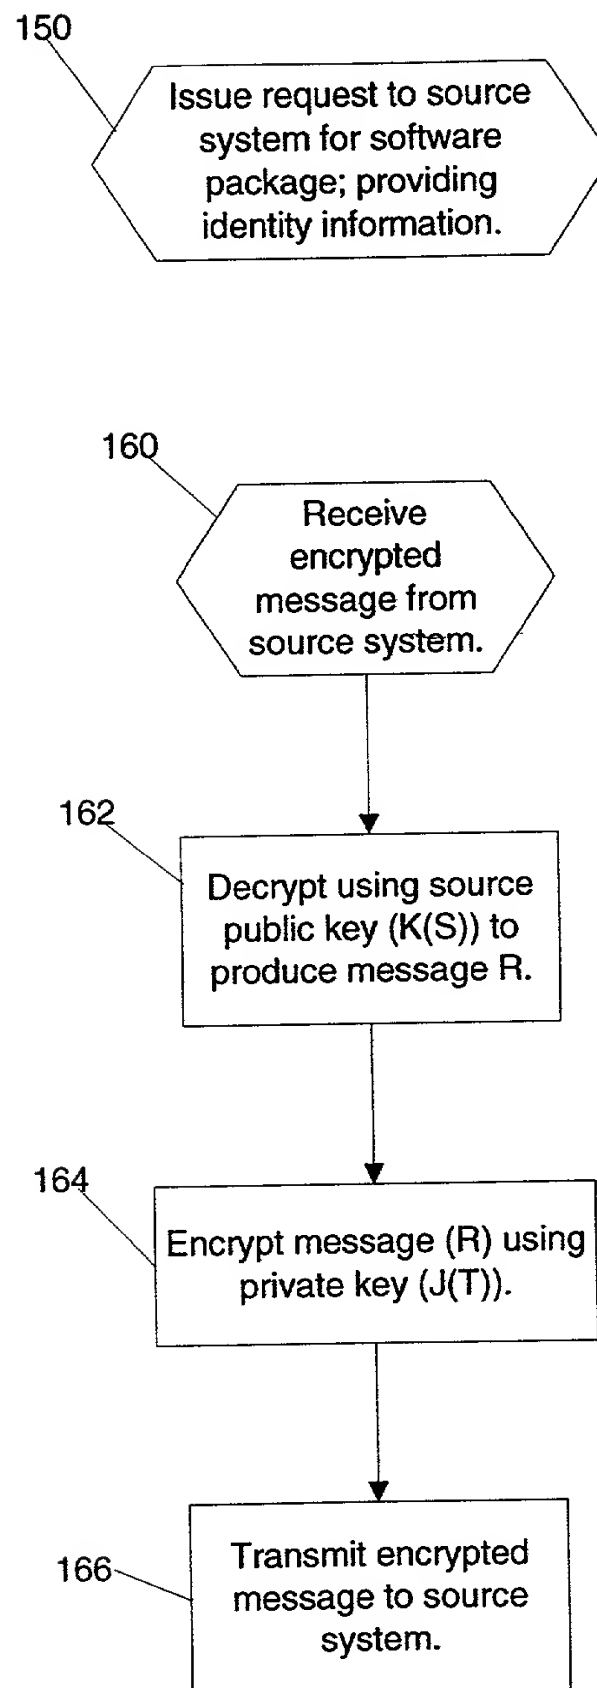 150
Issue request to source
system for software
package; providing
identity information.
160
Receive
encrypted
message from
source system.
162
Decrypt using source
public key (K(S)) to
produce message R.
164
Encrypt message (R) using
private key (J(T)).
166
Transmit encrypted
message to source
system.